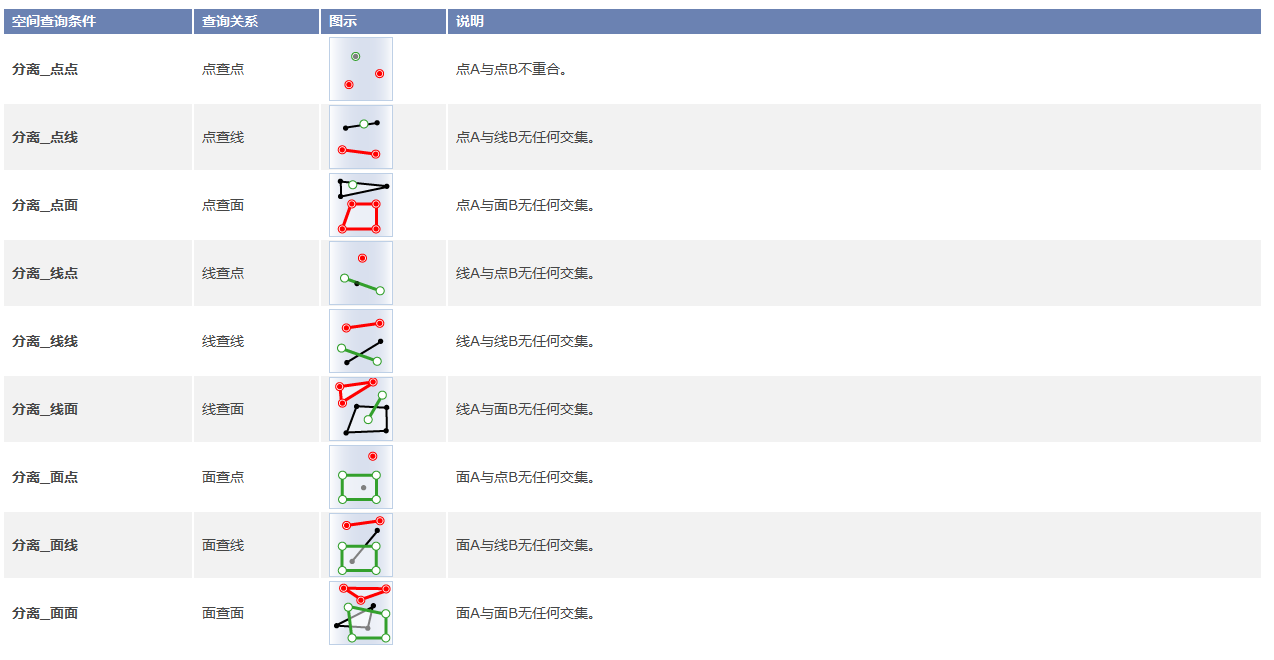 空间查询条件 查询关系 图示 说明
分离_点点 点查点 点A与点B不重合。
分离_点线 点查线 点A与线B无任何交集。
分离_点面 点查面 点A与面B无任何交集。
分离_线点 线查点 线A与点B无任何交集。
分离_线线 线查线 线A与线B无任何交集。
分离_线面 线查面 线A与面B无任何交集。
分离_面点 面查点 面A与点B无任何交集。
分离_面线 面查线 面A与线B无任何交集。
分离_面面 面查面 面A与面B无任何交集。